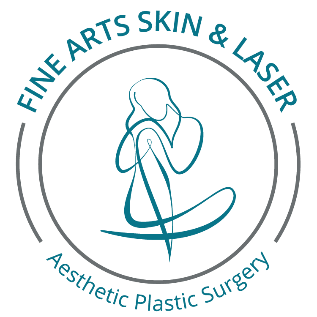 FINE ARTS SKIN & LASER
Aesthetic Plastic Surgery